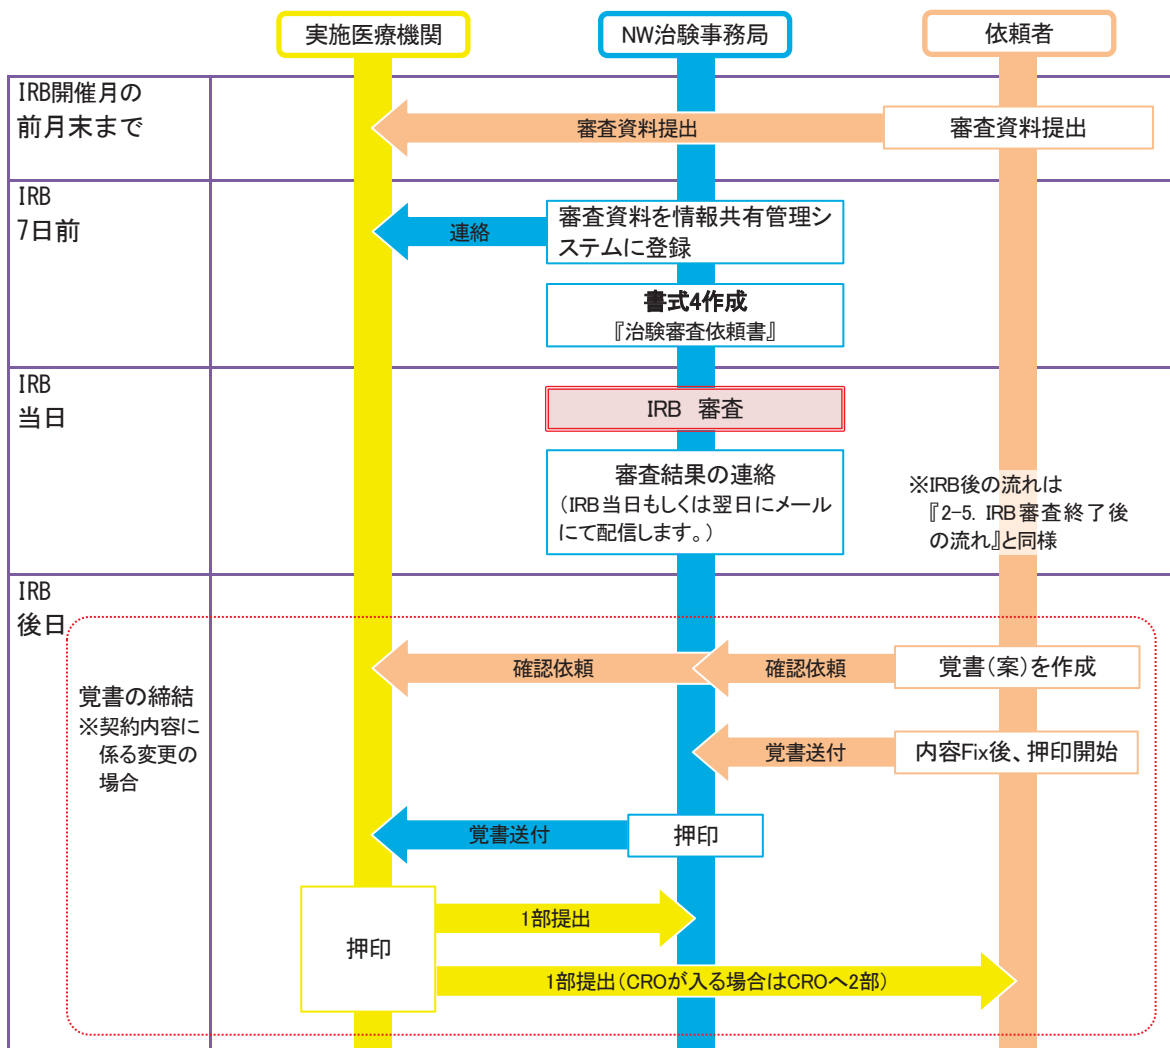 実施医療機関
NW治験事務局
依頼者
IRB開催月の
前月末まで
審査資料提出
審査資料提出
IRB
7日前
連絡
審査資料を情報共有管理シ
ステムに登録
書式4作成
『治験審査依頼書』
IRB
当日
IRB 審査
審査結果の連絡
（IRB当日もしくは翌日にメール
にて配信します。）
※IRB後の流れは
『2-5. IRB審査終了後
の流れ』と同様
IRB
後日
覚書の締結
※契約内容に
係る変更の
場合
確認依頼
確認依頼
覚書（案）を作成
覚書送付
内容Fix後、押印開始
覚書送付
押印
押印
1部提出
1部提出（CROが入る場合はCROへ2部）